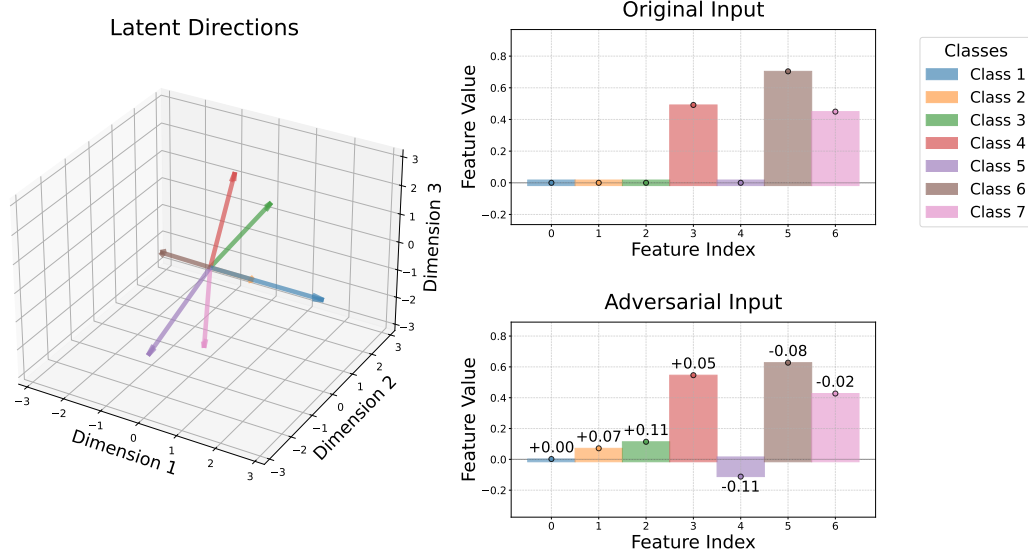 Latent Directions
3
2
1
0
−1
−2
−3
Dimension 3
−3
−2
−1
0
1
2
3
Dimension 1
−3
−2
−1
0
1
2
3
Dimension 2
Original Input
0.8
0.6
0.4
0.2
0.0
−0.2
Feature Value
0 1 2 3 4 5 6
Feature Index
Adversarial Input
0.8
0.6
0.4
0.2
0.0
−0.2
Feature Value
+0.00
+0.07
+0.11
+0.05
-0.11
-0.08
-0.02
0 1 2 3 4 5 6
Feature Index
Classes
Class 1
Class 2
Class 3
Class 4
Class 5
Class 6
Class 7